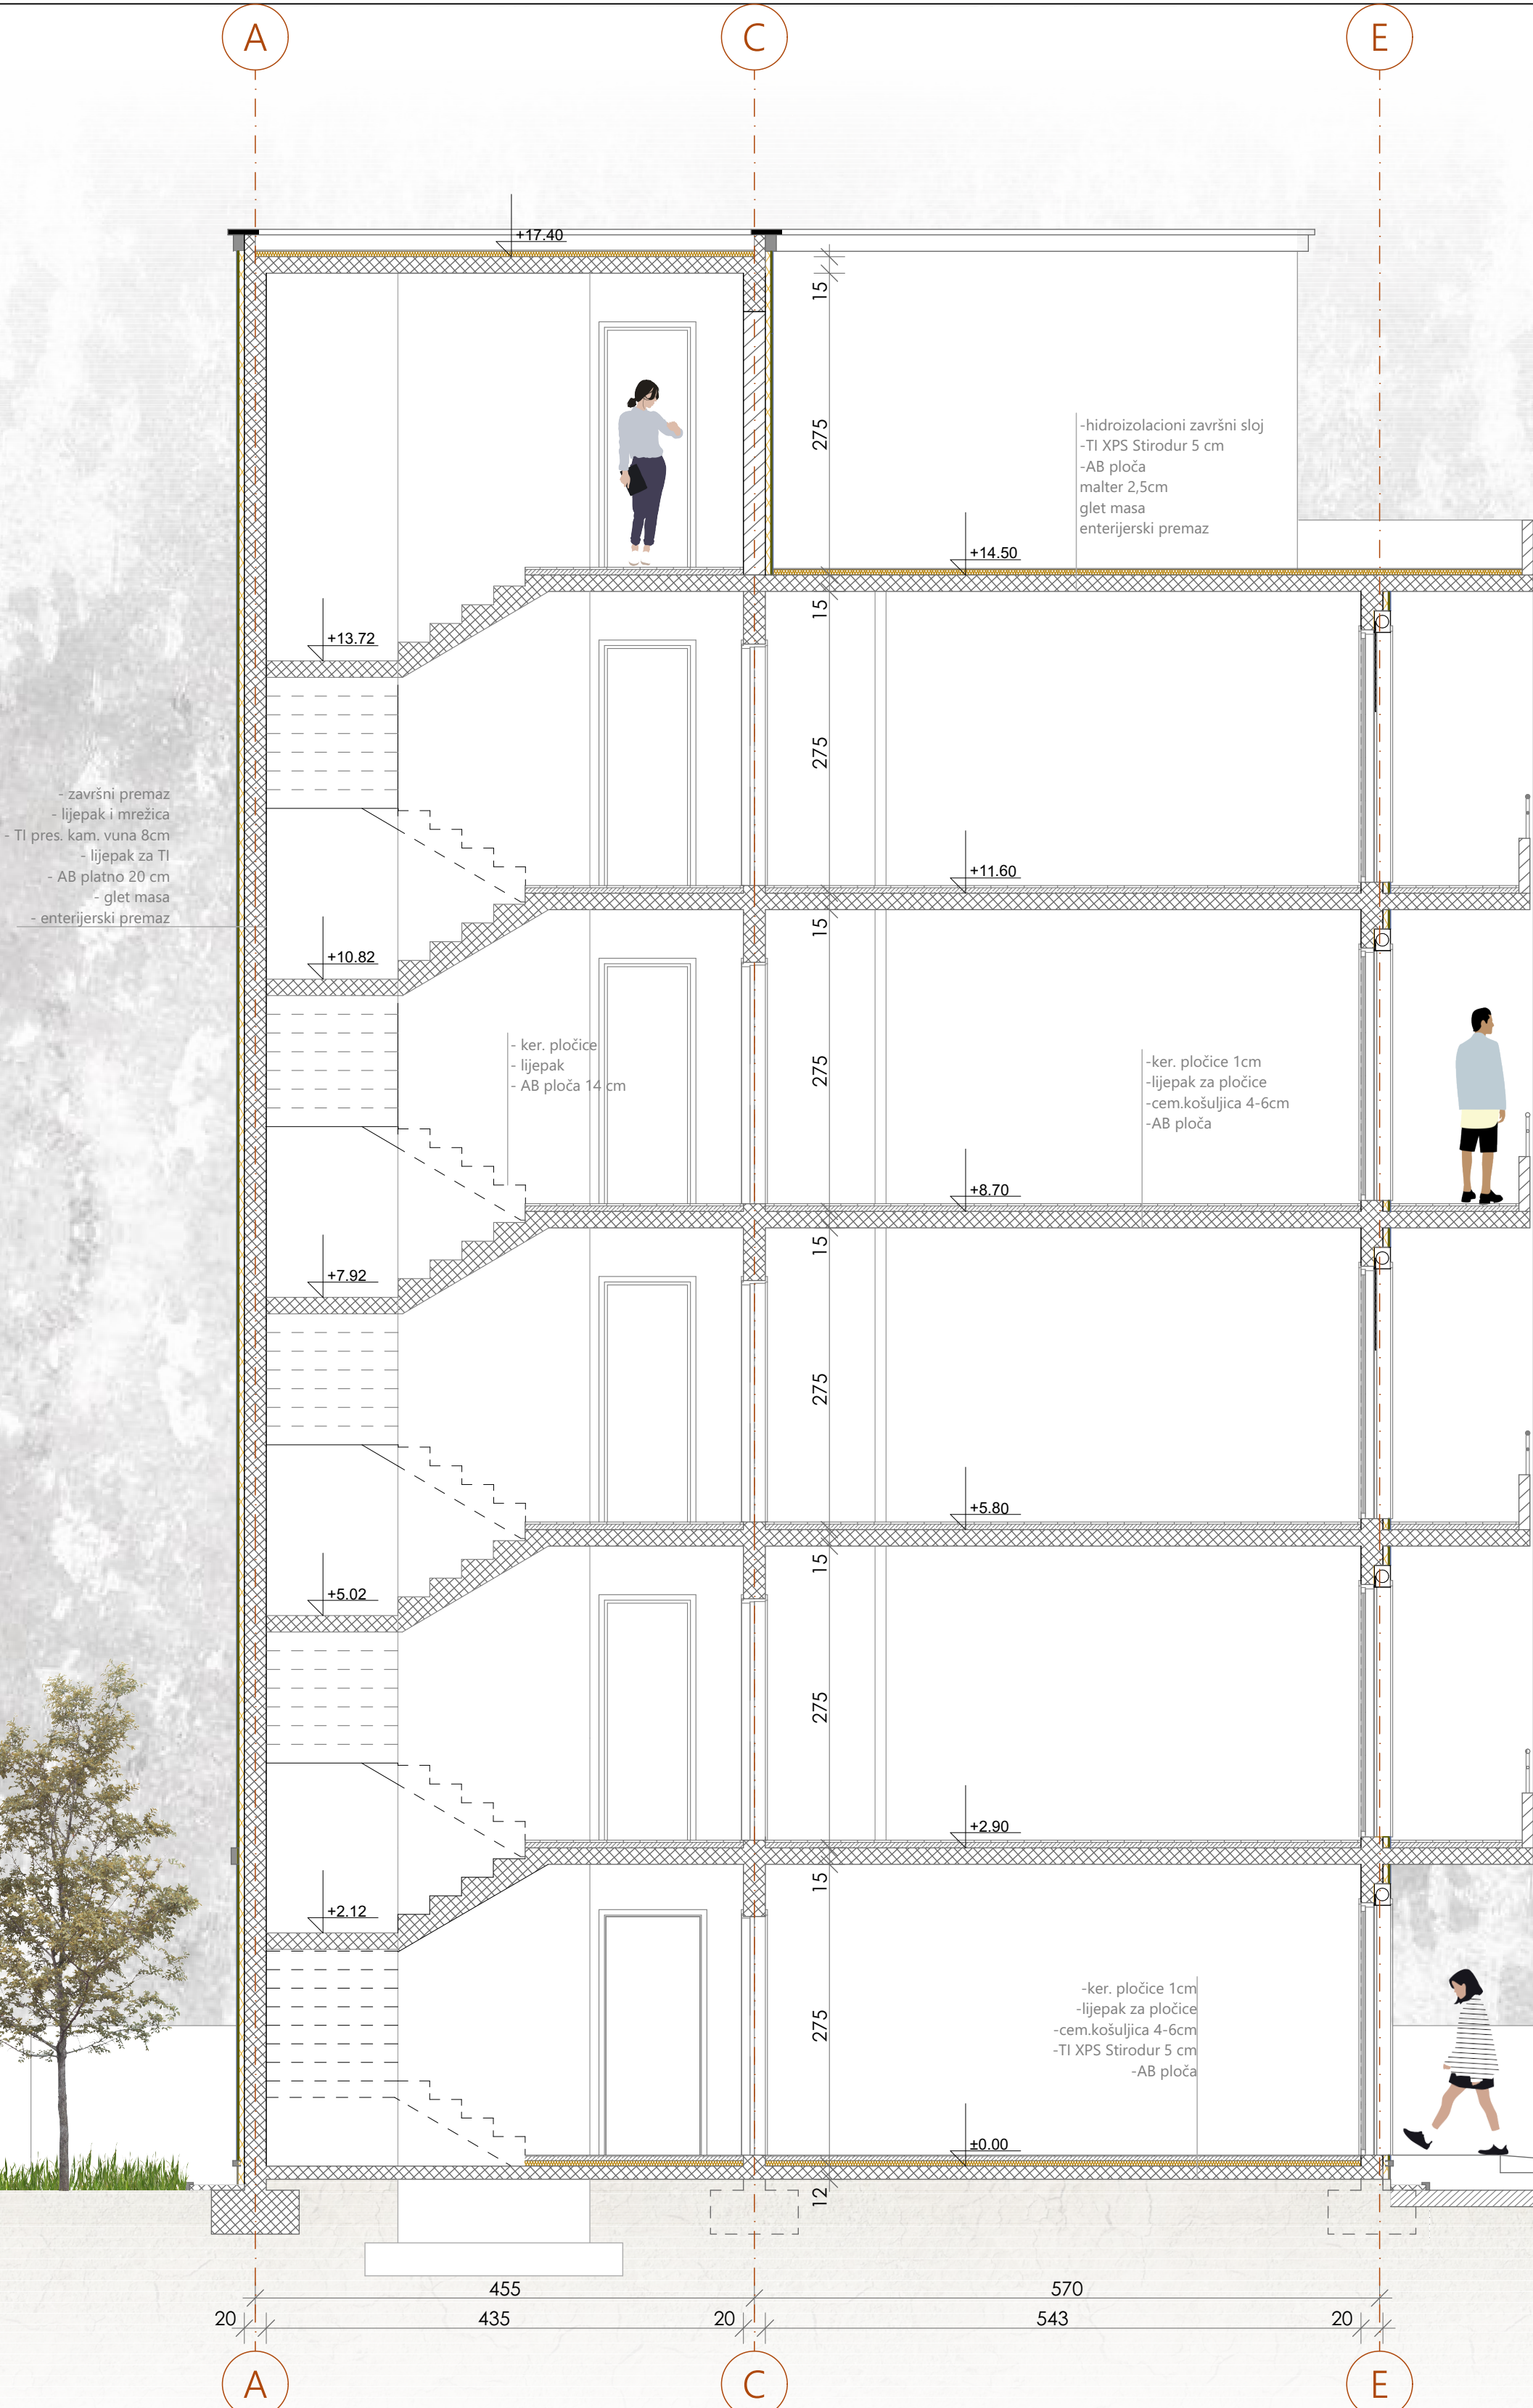 A
C
E
+17.40
15
275
-hidroizolacioni završni sloj
-TI XPS Stirodur 5 cm
-AB ploča
malter 2,5cm
glet masa
enterijerski premaz
+14.50
15
+13.72
275
- završni premaz
- lijepak i mrežica
- TI pres. kam. vuna 8cm
- lijepak za TI
- AB platno 20 cm
- glet masa
- enterijerski premaz
+11.60
15
+10.82
- ker. pločice
- lijepak
- AB ploča 14 cm
275
-ker. pločice 1cm
-lijepak za pločice
-cem.košuljica 4-6cm
-AB ploča
+8.70
15
+7.92
275
+5.80
15
+5.02
275
+2.90
15
+2.12
275
-ker. pločice 1cm
-lijepak za pločice
-cem.košuljica 4-6cm
-TI XPS Stirodur 5 cm
-AB ploča
±0.00
12
455
570
20
435
20
543
20
A
C
E